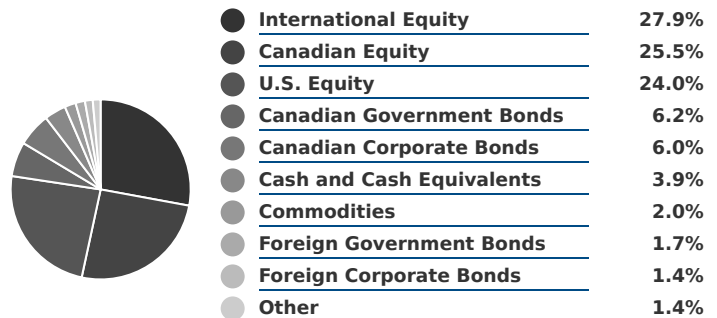 International Equity 27.9%
Canadian Equity 25.5%
U.S. Equity 24.0%
Canadian Government Bonds 6.2%
Canadian Corporate Bonds 6.0%
Cash and Cash Equivalents 3.9%
Commodities 2.0%
Foreign Government Bonds 1.7%
Foreign Corporate Bonds 1.4%
Other 1.4%